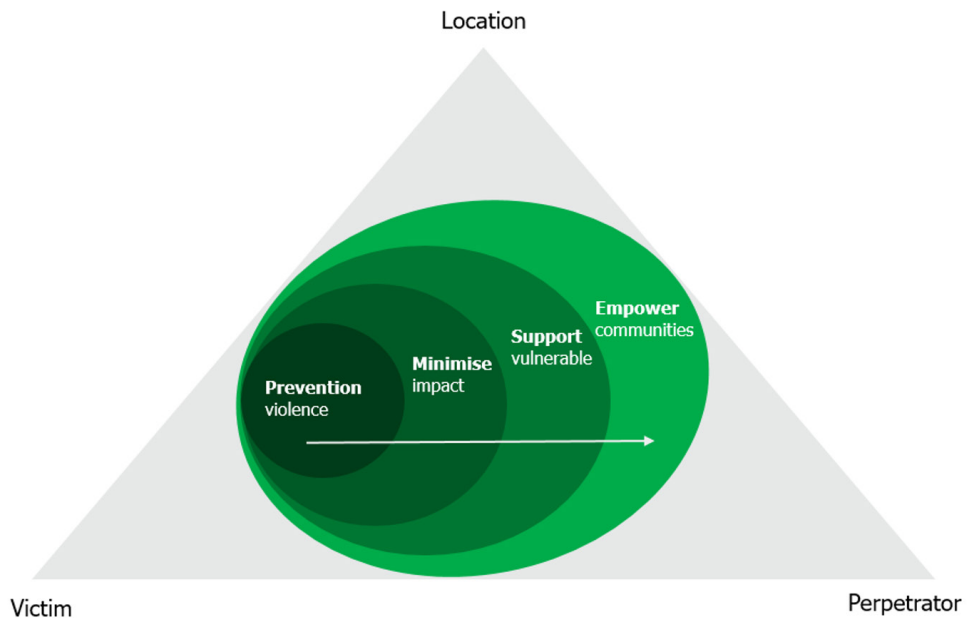 Location
Empower
communities
Support
vulnerable
Minimise
impact
Prevention
violence
Victim
Perpetrator